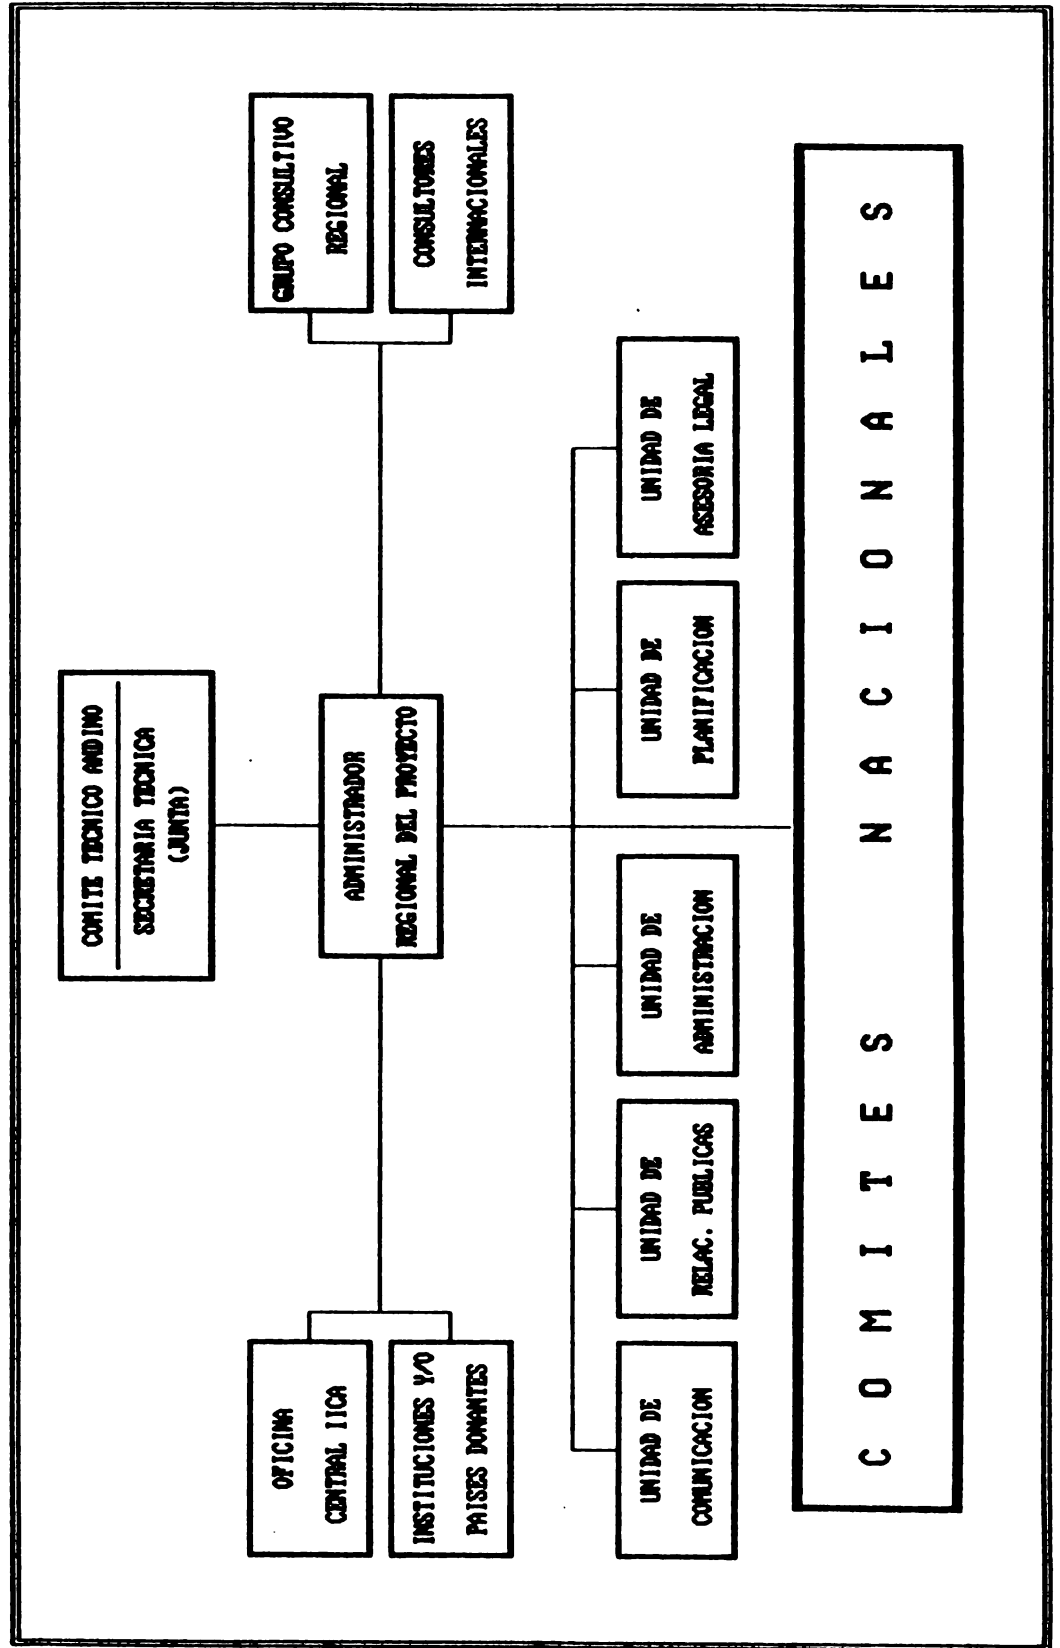 COMITE TECNICO ANDINO
SECRETARIA TECNICA
(JUNTA)
OFICINA
CENTRAL IICA
INSTITUCIONES Y/O
PAISES DONANTES
ADMINISTRADOR
REGIONAL DEL PROYECTO
GRUPO CONSULTIVO
REGIONAL
CONSULTORES
INTERNACIONALES
UNIDAD DE
COMUNICACION
UNIDAD DE
RELAC. PUBLICAS
UNIDAD DE
ADMINISTRACION
UNIDAD DE
PLANIFICACION
UNIDAD DE
ASESORIA LEGAL
COMITES NACIONALES